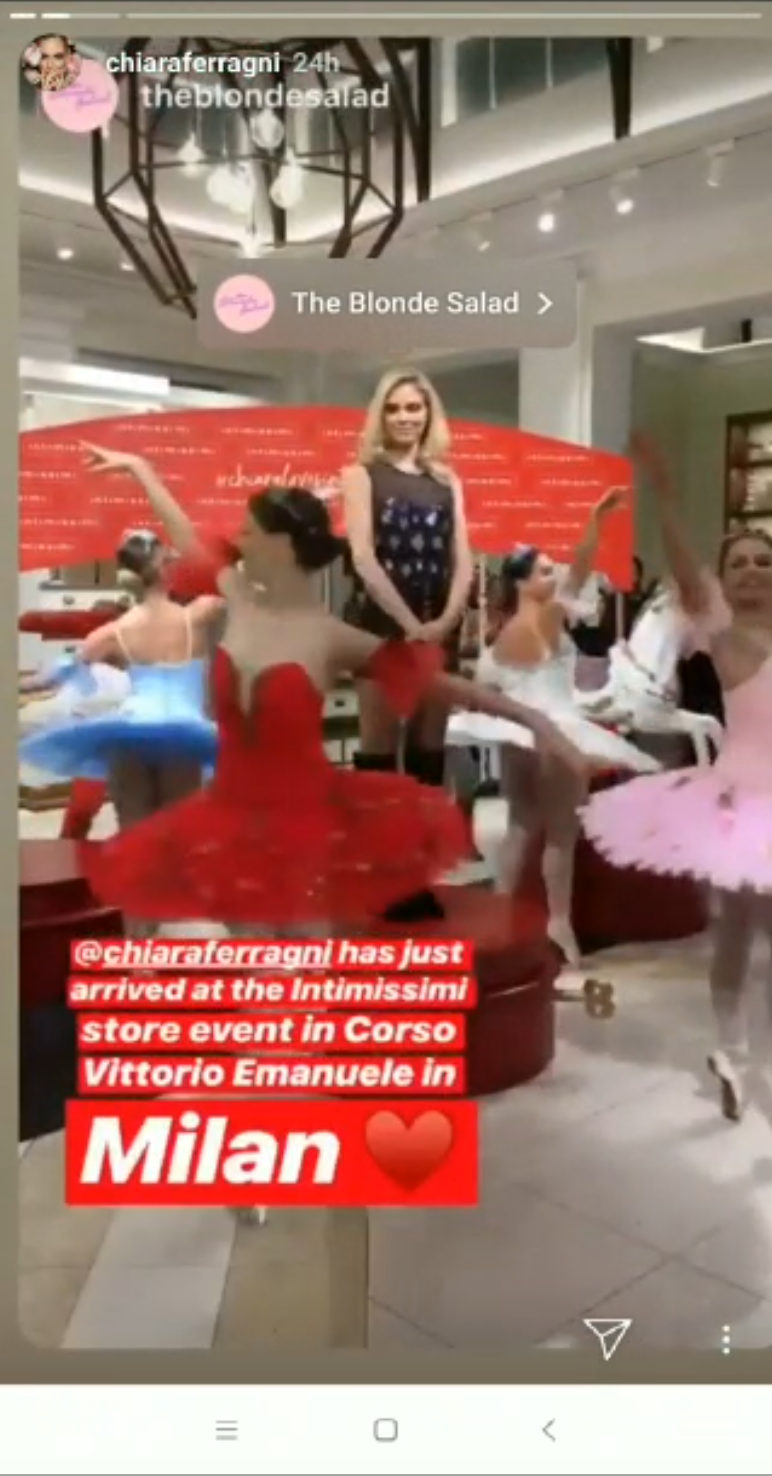 chiaraferragni 24h
theblondesalad
The Blonde Salad
@chiaraferragni has just
arrived at the Intimissimi
store event in Corso
Vittorio Emanuele in
Milan ❤️